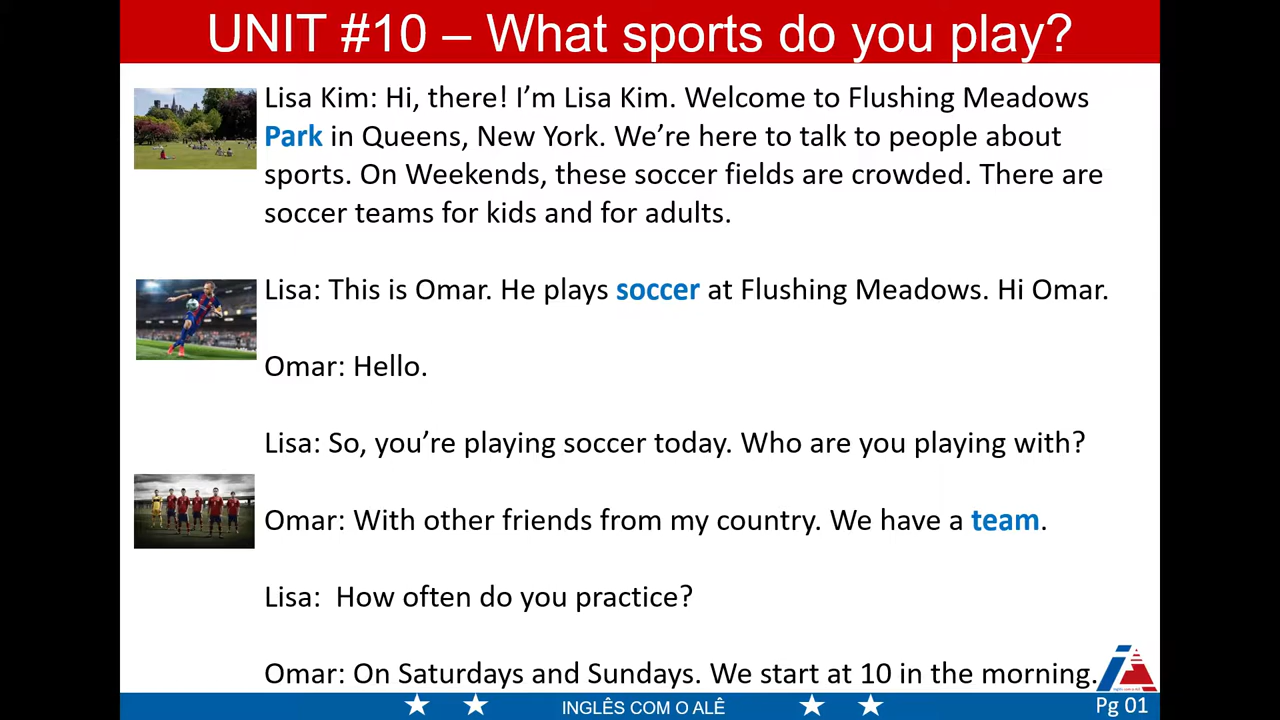 UNIT #10 – What sports do you play?
Lisa Kim: Hi, there! I’m Lisa Kim. Welcome to Flushing Meadows
Park in Queens, New York. We’re here to talk to people about
sports. On Weekends, these soccer fields are crowded. There are
soccer teams for kids and for adults.
Lisa: This is Omar. He plays soccer at Flushing Meadows. Hi Omar.
Omar: Hello.
Lisa: So, you’re playing soccer today. Who are you playing with?
Omar: With other friends from my country. We have a team.
Lisa:  How often do you practice?
Omar: On Saturdays and Sundays. We start at 10 in the morning.
Inglês com o Alê
INGLÊS COM O ALÊ
Pg 01